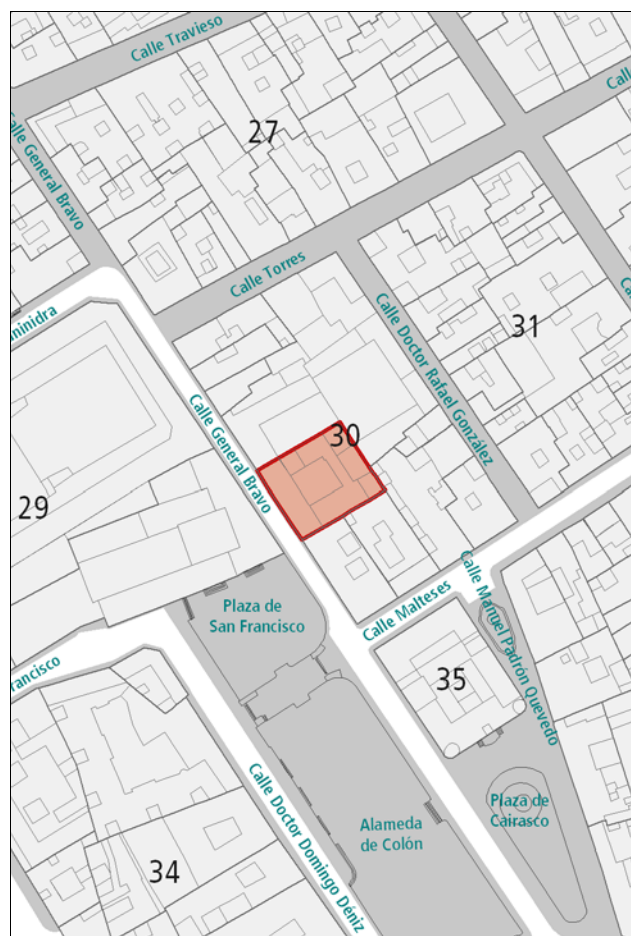 Calle Travieso
27
Calle General Bravo
Calle Torres
31
Calle Doctor Rafael González
Calle General Bravo
30
29
Plaza de
San Francisco
Calle Malteses
Calle Manuel Padrón Quevedo
35
Calle Doctor Domingo Déniz
Alameda
de Colón
Plaza de
Cairasco
34